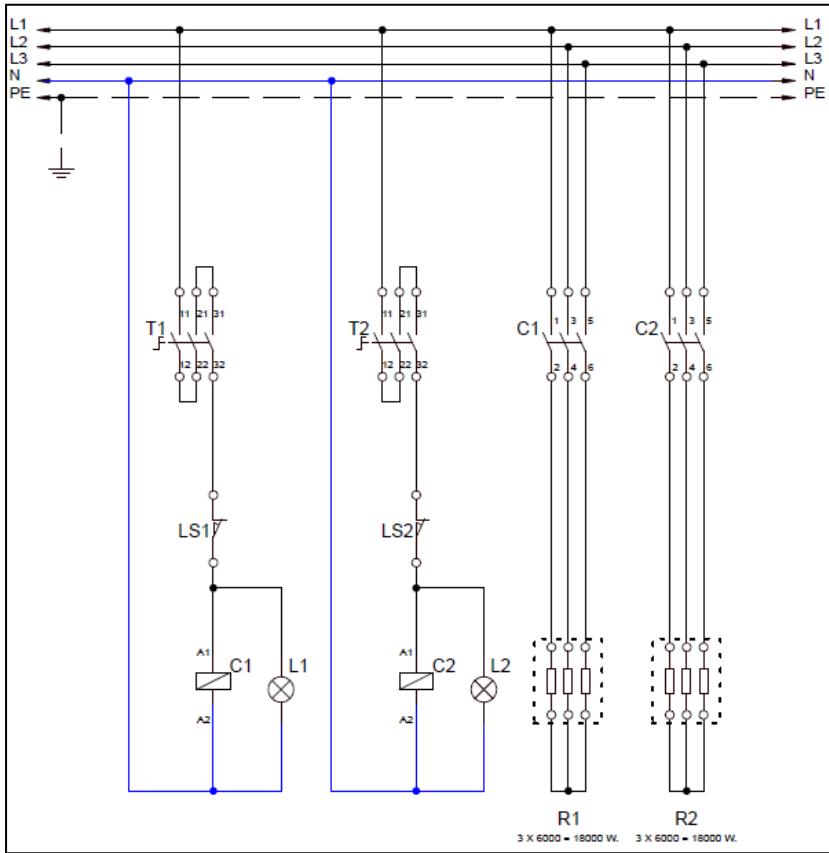 L1 L1
L2 L2
L3 L3
N N
PE PE
T1 11 21 31
12 22 32
T2 11 21 31
12 22 32
C1 1 3 5
2 4 6
C2 1 3 5
2 4 6
LS1 LS2
A1 C1 L1
A2
A1 C2 L2
A2
R1
3 X 6000 = 18000 W.
R2
3 X 6000 = 18000 W.